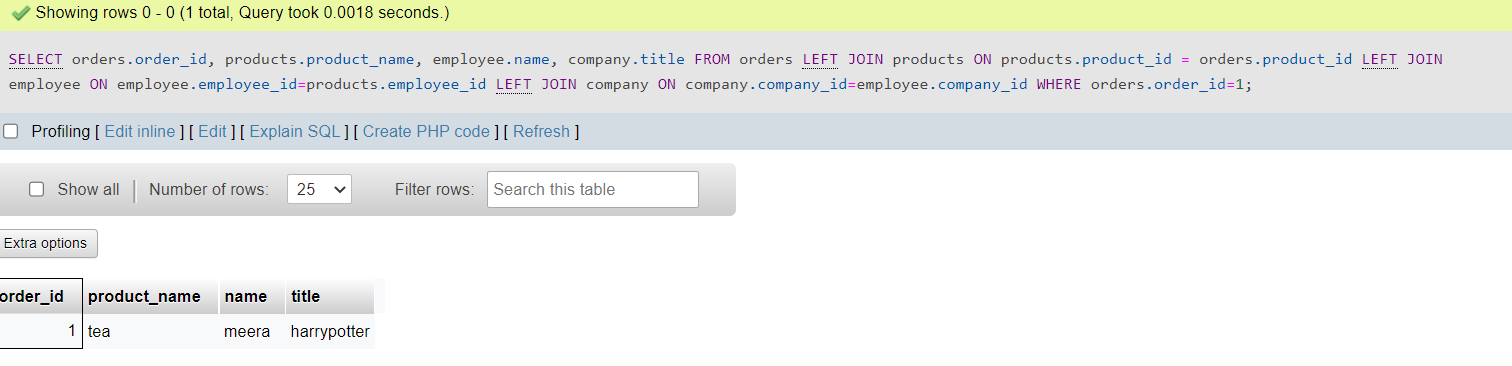 Showing rows 0 - 0 (1 total, Query took 0.0018 seconds.)
SELECT orders.order_id, products.product_name, employee.name, company.title FROM orders LEFT JOIN products ON products.product_id = orders.product_id LEFT JOIN
employee ON employee.employee_id=products.employee_id LEFT JOIN company ON company.company_id=employee.company_id WHERE orders.order_id=1;
Profiling [ Edit inline ] [ Edit ] [ Explain SQL ] [ Create PHP code ] [ Refresh ]
Show all Number of rows: 25 Filter rows: Search this table
Extra options
order_id product_name name title
1 tea meera harrypotter